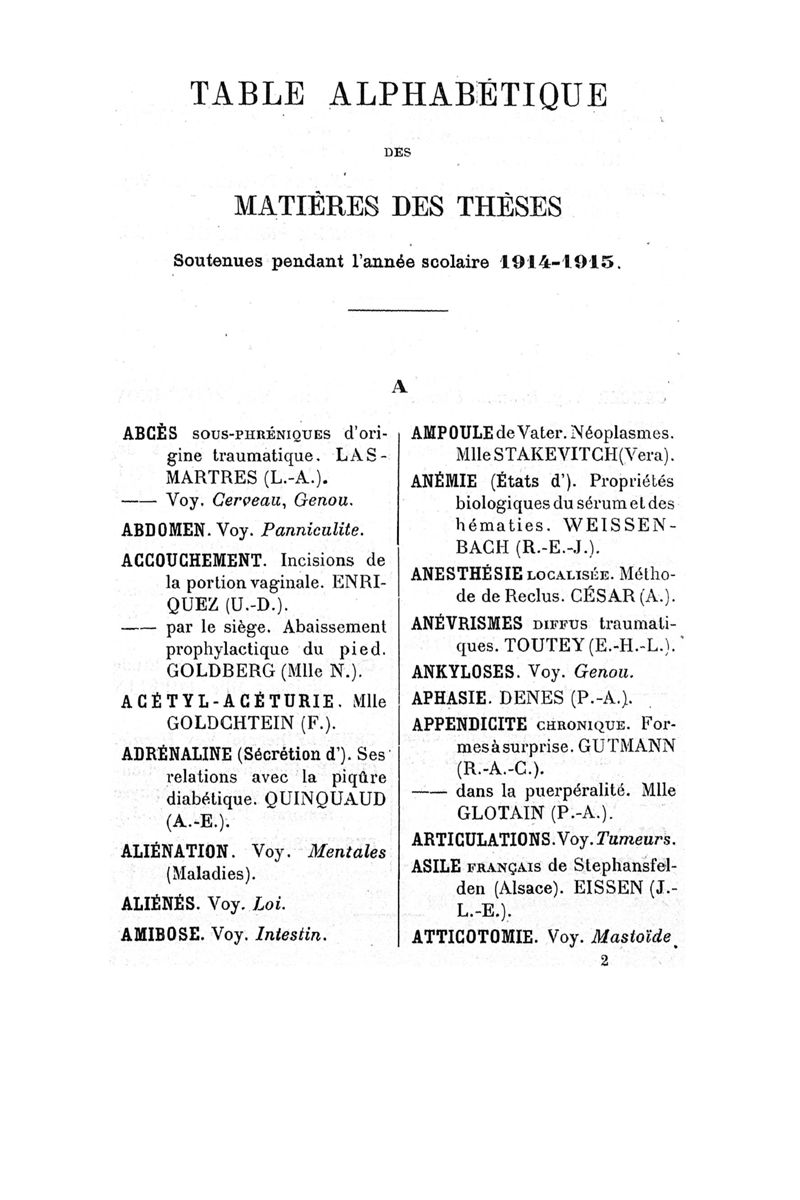 TABLE ALPHABÉTIQUE
DES
MATIÈRES DES THÈSES
Soutenues pendant l'année scolaire 1914-1915.
A
ABCÈS SOUS-PHRÉNIQUES d'ori-
gine traumatique. LAS-
MARTRES (L.-A.).
—— Voy. Cerveau, Genou.
ABDOMEN. Voy. Panniculite.
ACCOUCHEMENT. Incisions de
la portion vaginale. ENRI-
QUEZ (U.-D.).
—— par le siège. Abaissement
prophylactique du pied.
GOLDBERG (Mlle N.).
ACÉTYL-ACÉTURIE. Mlle
GOLDCHTEIN (F.).
ADRÉNALINE (Sécrétion d'). Ses
relations avec la piqûre
diabétique. QUINQUAUD
(A.-E.).
ALIÉNATION. Voy. Mentales
(Maladies).
ALIÉNÉS. Voy. Loi.
AMIBOSE. Voy. Intestin.
AMPOULE de Vater. Néoplasmes.
Mlle STAKEVITCH (Vera).
ANÉMIE (États d'). Propriétés
biologiques du sérum et des
hématies. WEISSEN-
BACH (R.-E.-J.).
ANESTHÉSIE LOCALISÉE. Métho-
de de Reclus. CÉSAR (A.).
ANÉVRISMES DIFFUS traumati-
ques. TOUTEY (E.-H.-L.).
ANKYLOSES. Voy. Genou.
APHASIE. DENES (P.-A.).
APPENDICITE CHRONIQUE. For-
mes à surprise. GUTMANN
(R.-A.-C.).
—— dans la puerpéralité. Mlle
GLOTAIN (P.-A.).
ARTICULATIONS. Voy. Tumeurs.
ASILE FRANÇAIS de Stephansfel-
den (Alsace). EISSEN (J.-
L.-E.).
ATTICOTOMIE. Voy. Mastoïde.
2